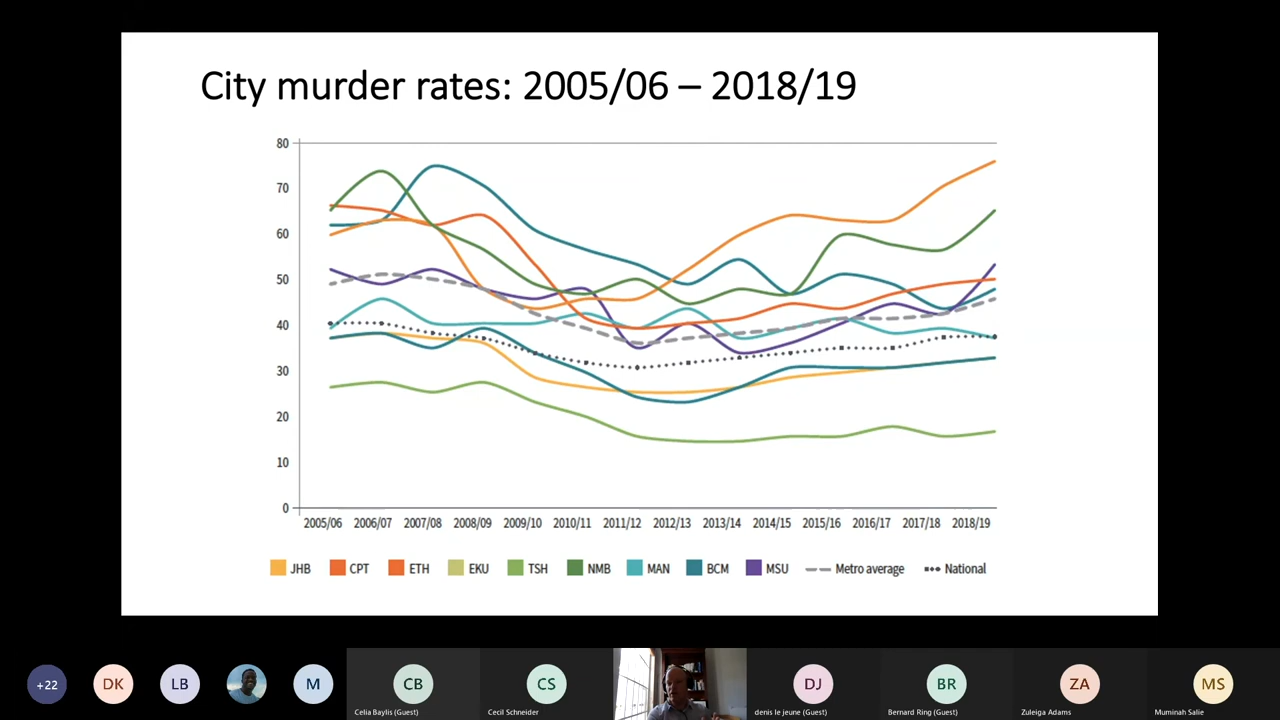 City murder rates: 2005/06 – 2018/19
80
70
60
50
40
30
20
10
0
2005/06 2006/07 2007/08 2008/09 2009/10 2010/11 2011/12 2012/13 2013/14 2014/15 2015/16 2016/17 2017/18 2018/19
JHB CPT ETH EKU TSH NMB MAN BCM MSU Metro average National
+22 DK LB M CB CS DJ BR ZA MS
Celia Baylis (Guest) Cecil Schneider denis le jeune (Guest) Bernard Ring (Guest) Zuleiga Adams Muminah Salie